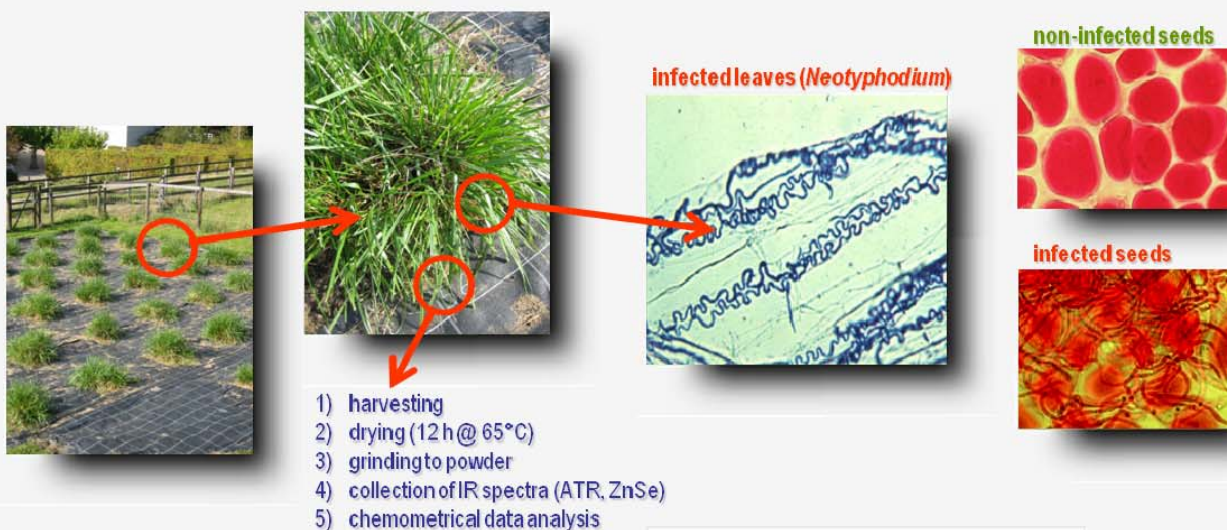 infected leaves (Neotyphodium)
non-infected seeds
infected seeds
1) harvesting
2) drying (12 h @ 65°C)
3) grinding to powder
4) collection of IR spectra (ATR, ZnSe)
5) chemometrical data analysis